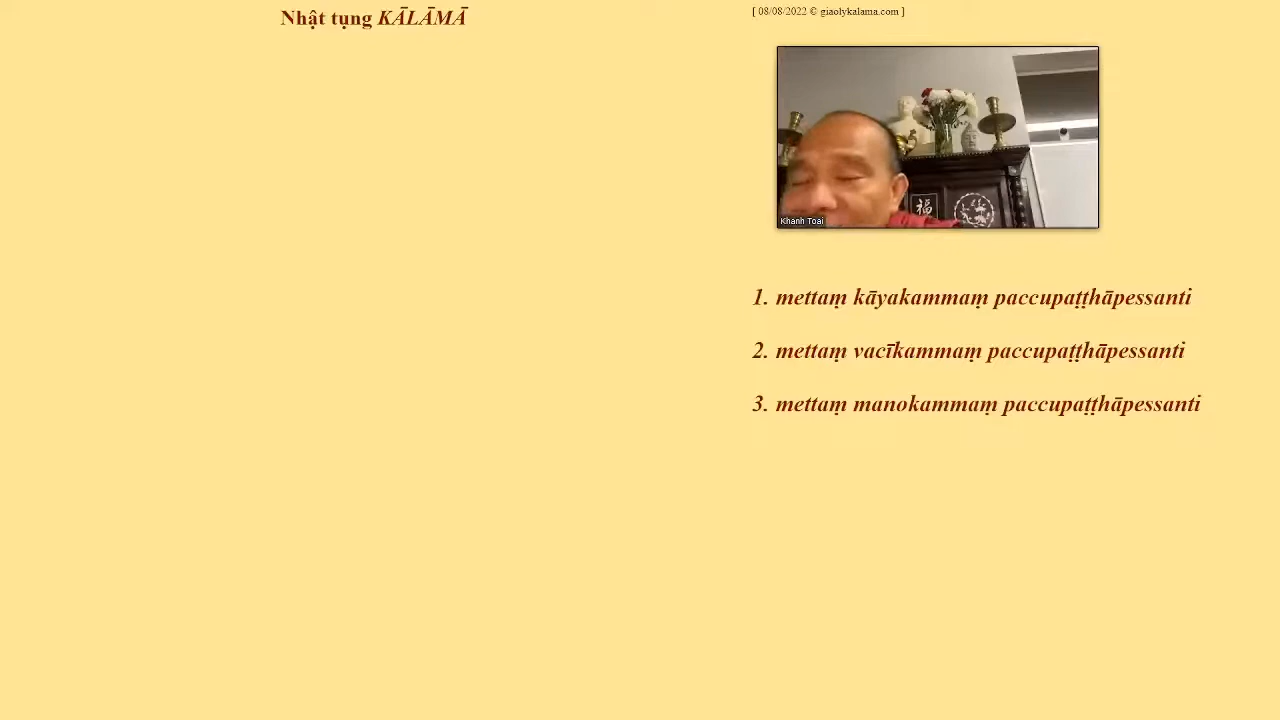 Nhật tụng KĀLĀMĀ
[ 08/08/2022 © giaolykalama.com ]
福
Khanh Toai
1. mettaṃ kāyakammaṃ paccupaṭṭhāpessanti
2. mettaṃ vacīkammaṃ paccupaṭṭhāpessanti
3. mettaṃ manokammaṃ paccupaṭṭhāpessanti